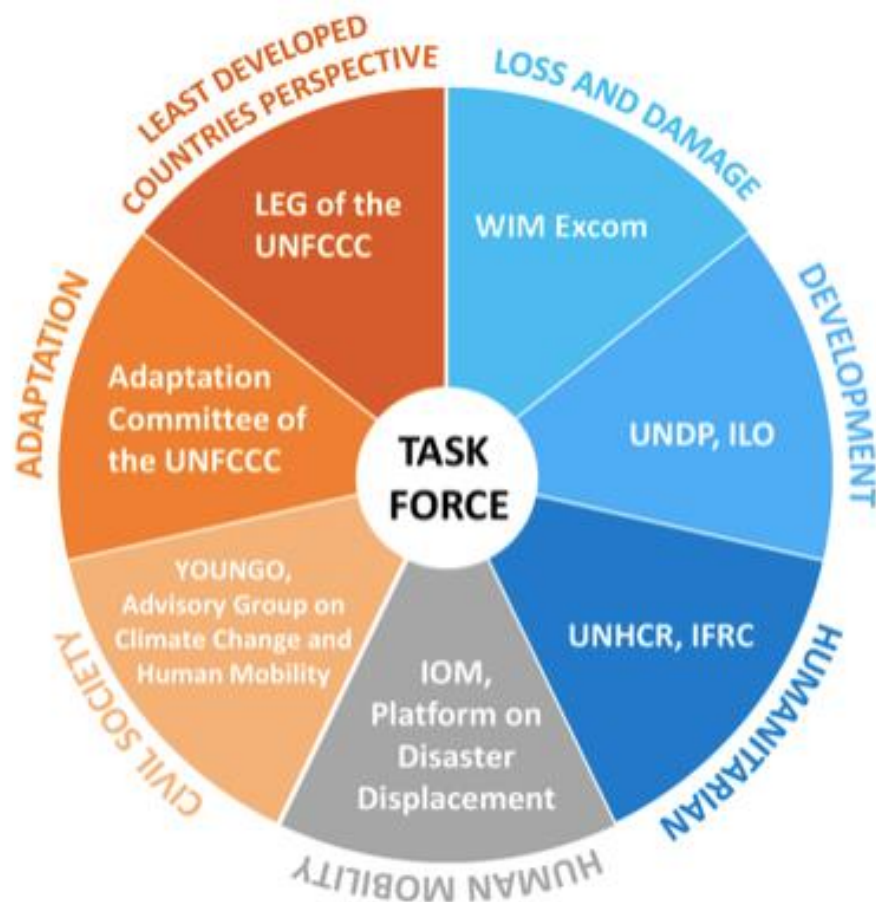 LEAST DEVELOPED
COUNTRIES PERSPECTIVE
LOSS AND DAMAGE
LEG of the
UNFCCC
WIM Excom
ADAPTATION
DEVELOPMENT
Adaptation
Committee of
the UNFCCC
TASK
FORCE
UNDP, ILO
YOUNGO,
Advisory Group on
Climate Change and
Human Mobility
UNHCR, IFRC
IOM,
Platform on
Disaster
Displacement
CIVIL SOCIETY
HUMANITARIAN
HUMAN MOBILITY